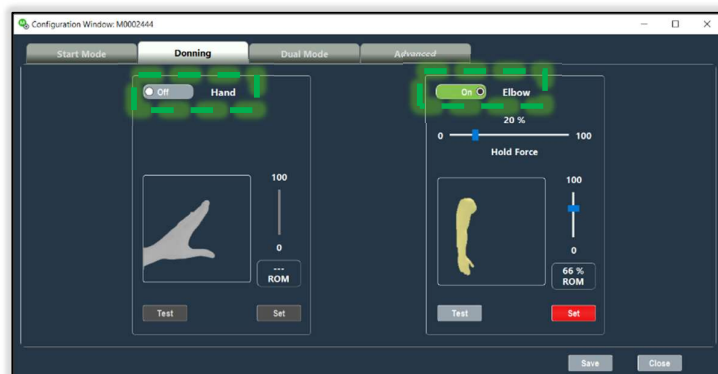 Configuration Window: M0002444
Start Mode
Donning
Dual Mode
Advanced
Off
Hand
100
0
---
ROM
Test
Set
On
Elbow
20 %
0
100
Hold Force
100
0
66 %
ROM
Test
Set
Save
Close